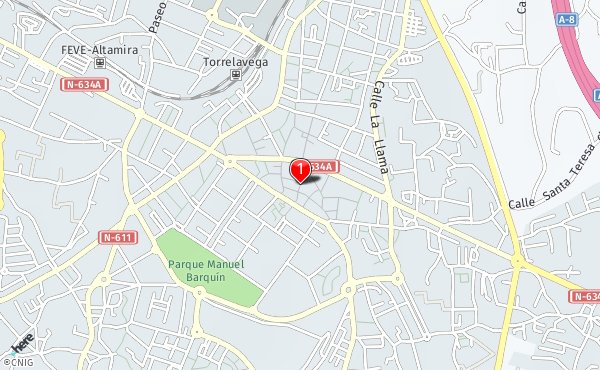 Paseo
Ca
A-8
FEVE-Altamira
Torrelavega
N-634A
Calle La Llama
A
1
634A
Calle Santa Teresa
N-611
Parque Manuel
Barquín
N-634
here
©CNIG